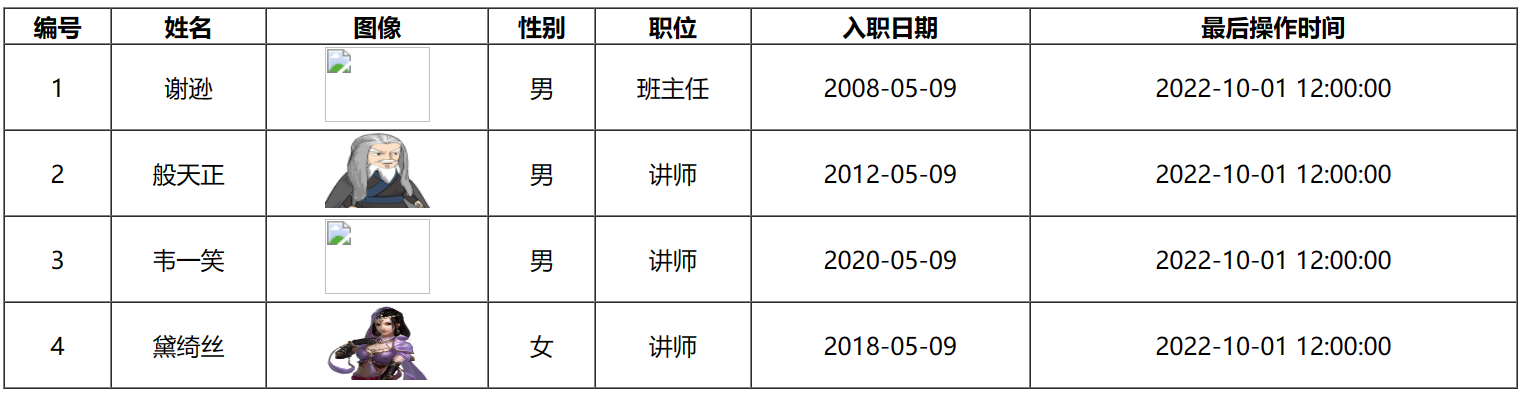 编号 姓名 图像 性别 职位 入职日期 最后操作时间
1 谢逊 男 班主任 2008-05-09 2022-10-01 12:00:00
2 般天正 男 讲师 2012-05-09 2022-10-01 12:00:00
3 韦一笑 男 讲师 2020-05-09 2022-10-01 12:00:00
4 黛绮丝 女 讲师 2018-05-09 2022-10-01 12:00:00